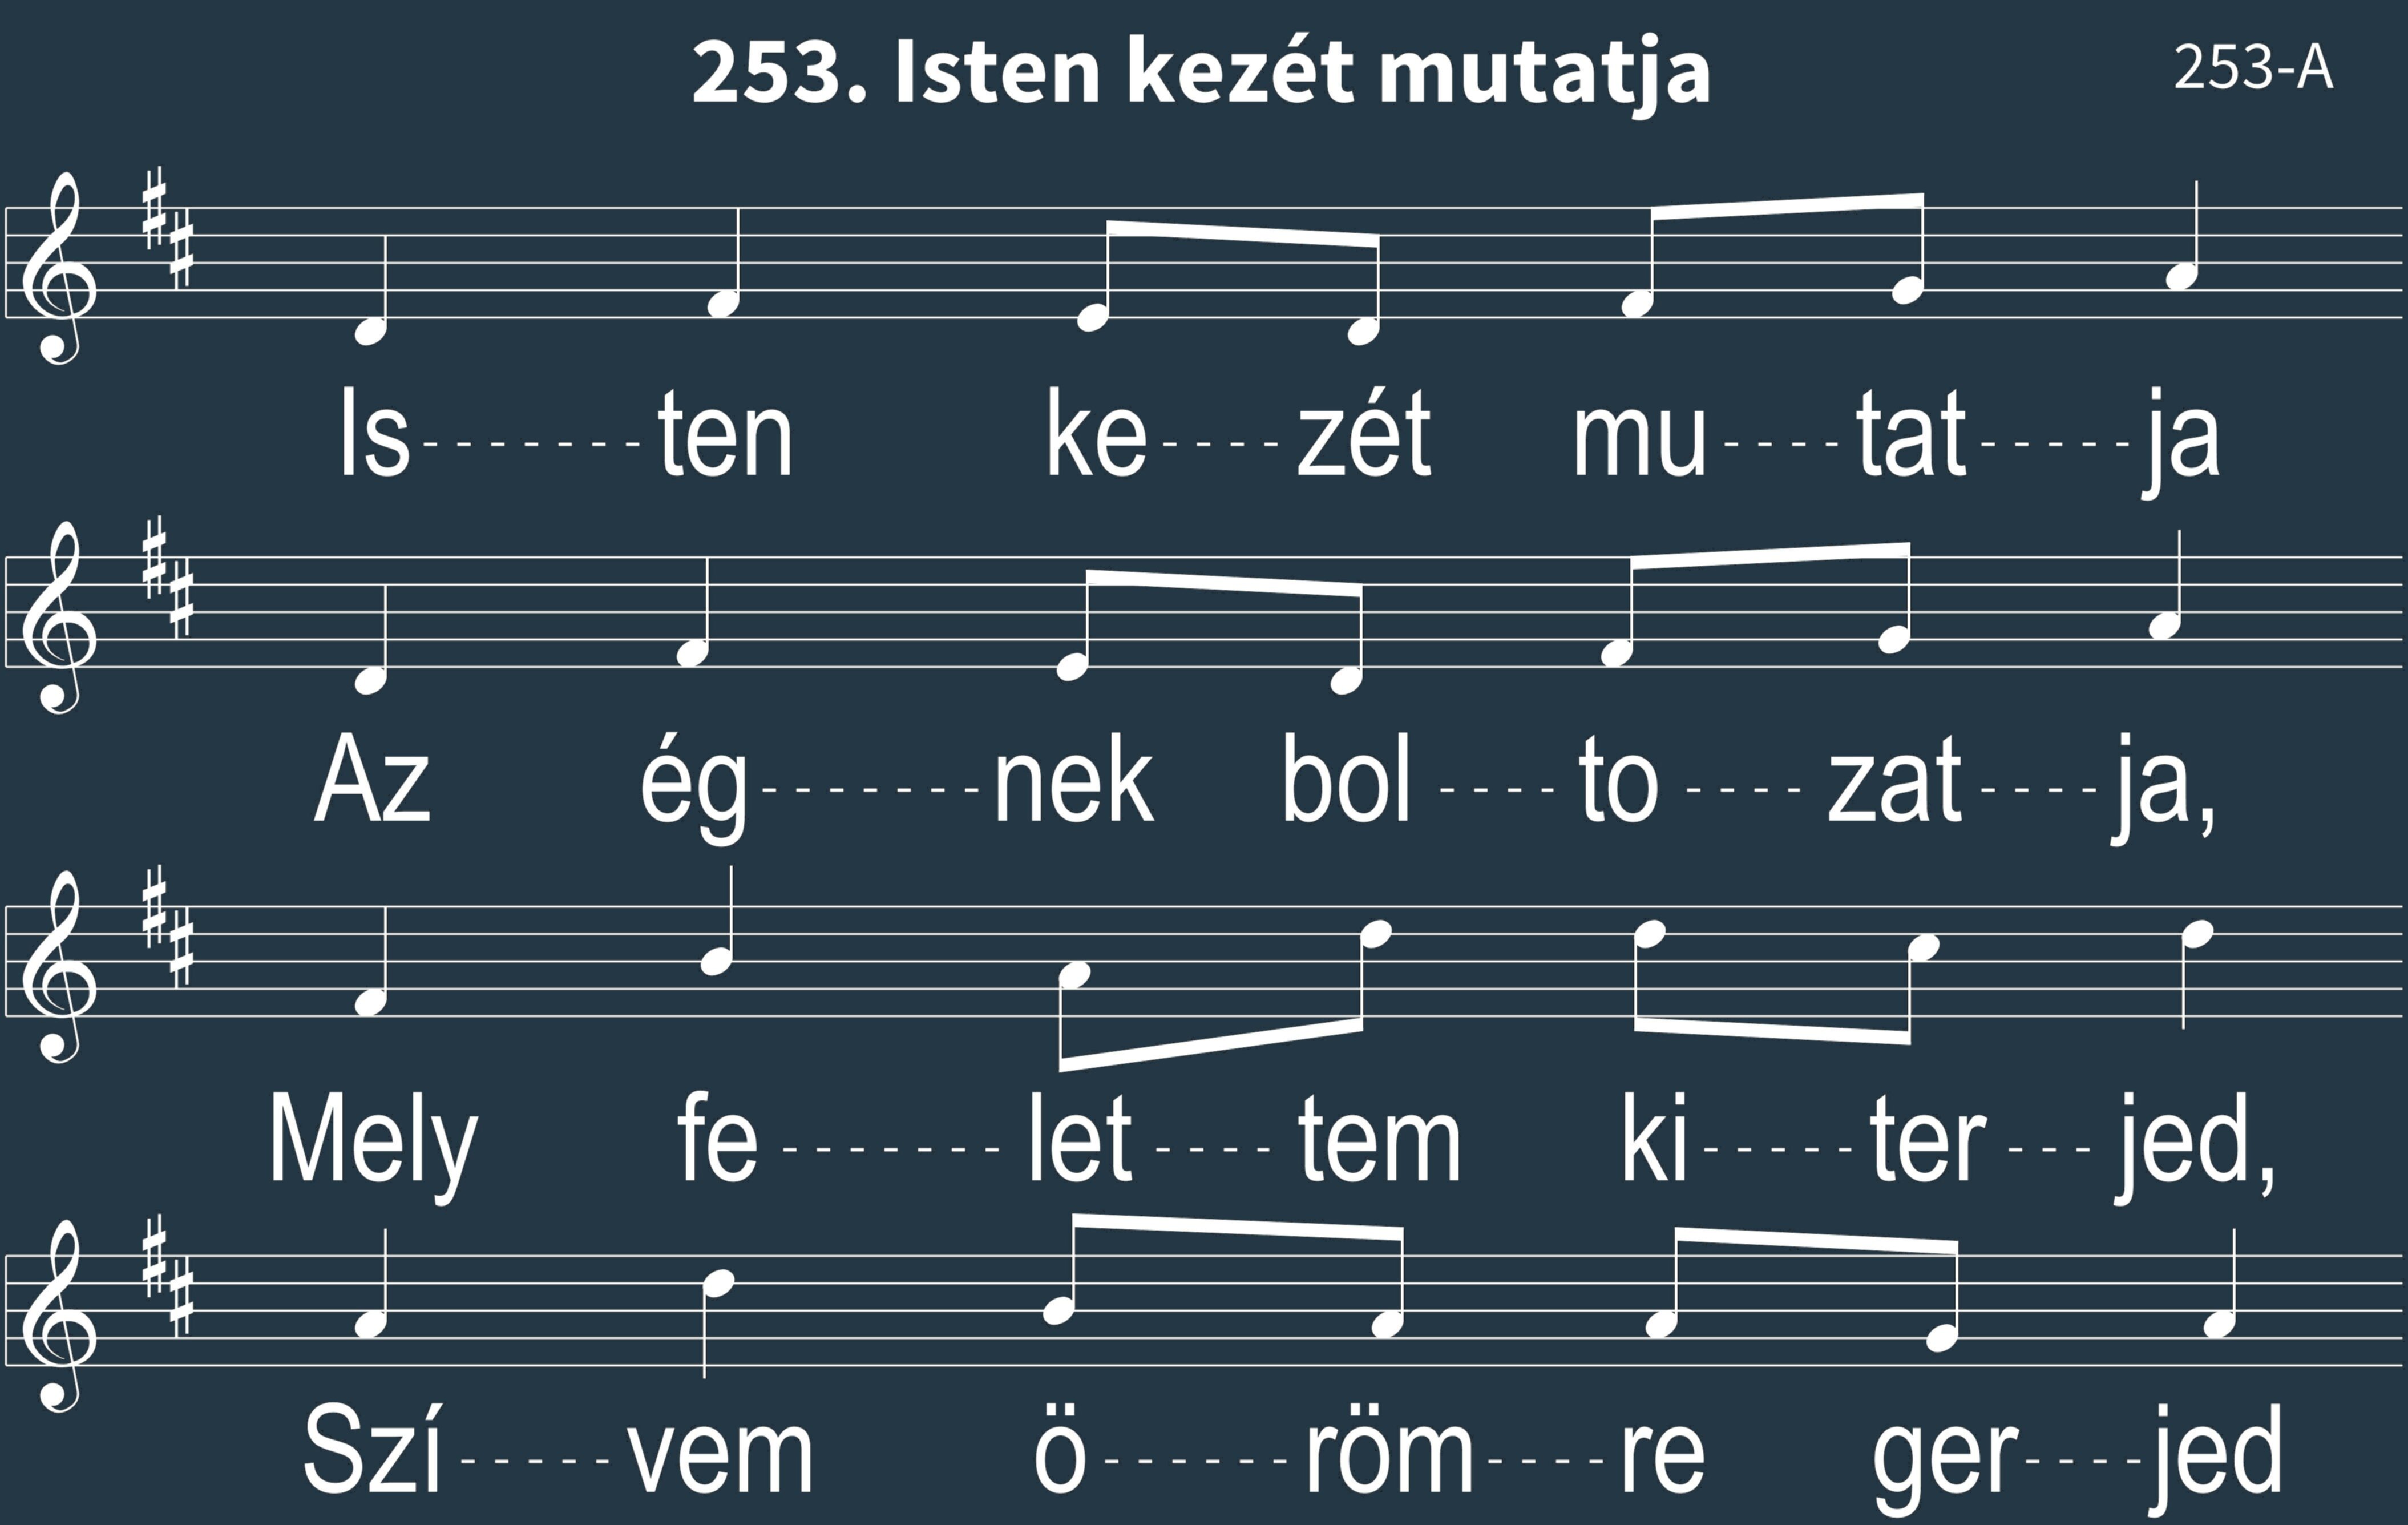 253. Isten kezét mutatja
253-A
Is-------ten ke----zét mu----tat-----ja
Az ég-------nek bol----to----zat----ja,
Mely fe-------let----tem ki-----ter---jed,
Szí-----vem ö------röm----re ger----jed